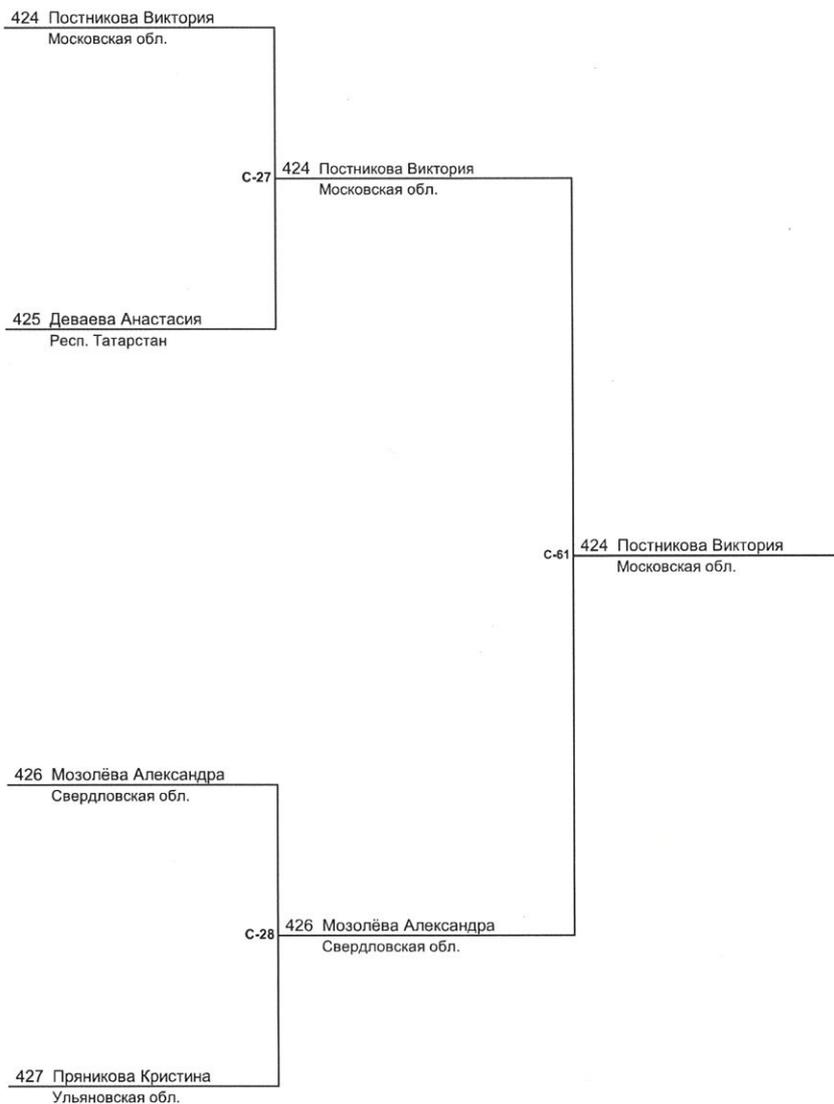 424 Постникова Виктория
Московская обл.
C-27
424 Постникова Виктория
Московская обл.
425 Деваева Анастасия
Респ. Татарстан
C-61
424 Постникова Виктория
Московская обл.
426 Мозолёва Александра
Свердловская обл.
C-28
426 Мозолёва Александра
Свердловская обл.
427 Пряникова Кристина
Ульяновская обл.